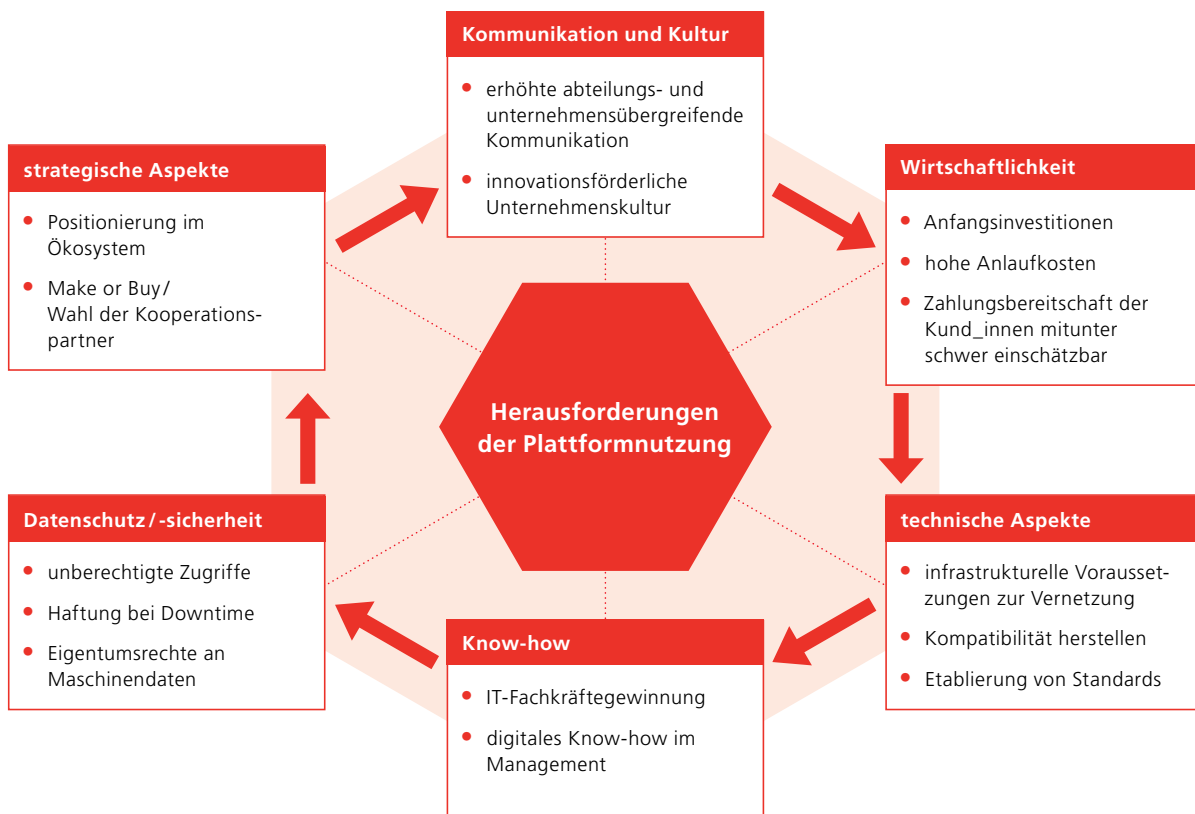 Kommunikation und Kultur
• erhöhte abteilungs- und
unternehmensübergreifende
Kommunikation
• innovationsförderliche
Unternehmenskultur
strategische Aspekte
• Positionierung im
Ökosystem
• Make or Buy/
Wahl der Kooperations-
partner
Wirtschaftlichkeit
• Anfangsinvestitionen
• hohe Anlaufkosten
• Zahlungsbereitschaft der
Kund_innen mitunter
schwer einschätzbar
Herausforderungen
der Plattformnutzung
Datenschutz/-sicherheit
• unberechtigte Zugriffe
• Haftung bei Downtime
• Eigentumsrechte an
Maschinendaten
technische Aspekte
• infrastrukturelle Vorausset-
zungen zur Vernetzung
• Kompatibilität herstellen
• Etablierung von Standards
Know-how
• IT-Fachkräftegewinnung
• digitales Know-how im
Management